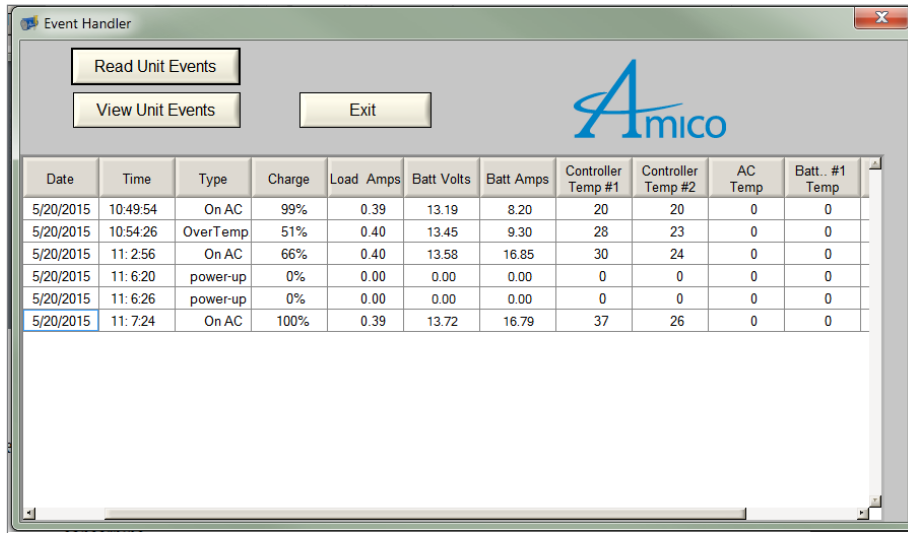 Event Handler
X
Read Unit Events
View Unit Events
Exit
Amico
Date Time Type Charge Load Amps Batt Volts Batt Amps Controller Temp #1 Controller Temp #2 AC Temp Batt.. #1 Temp
5/20/2015 10:49:54 On AC 99% 0.39 13.19 8.20 20 20 0 0
5/20/2015 10:54:26 OverTemp 51% 0.40 13.45 9.30 28 23 0 0
5/20/2015 11: 2:56 On AC 66% 0.40 13.58 16.85 30 24 0 0
5/20/2015 11: 6:20 power-up 0% 0.00 0.00 0.00 0 0 0 0
5/20/2015 11: 6:26 power-up 0% 0.00 0.00 0.00 0 0 0 0
5/20/2015 11: 7:24 On AC 100% 0.39 13.72 16.79 37 26 0 0